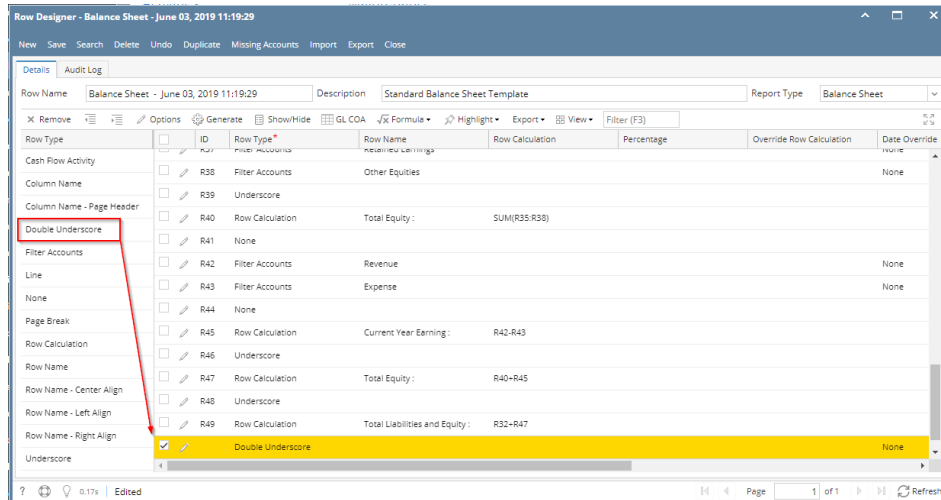 Row Designer - Balance Sheet - June 03, 2019 11:19:29
New Save Search Delete Undo Duplicate Missing Accounts Import Export Close
Details Audit Log
Row Name Balance Sheet - June 03, 2019 11:19:29 Description Standard Balance Sheet Template Report Type Balance Sheet
Remove Options Generate Show/Hide GL COA Formula Highlight Export View Filter (F3)
Row Type ID Row Type* Row Name Row Calculation Percentage Override Row Calculation Date Override
R37 Filter Accounts Retained Earnings None
Cash Flow Activity
R38 Filter Accounts Other Equities None
Column Name
R39 Underscore
Column Name - Page Header
R40 Row Calculation Total Equity : SUM(R35:R38)
Double Underscore
R41 None
Filter Accounts
R42 Filter Accounts Revenue None
Line
R43 Filter Accounts Expense None
None
R44 None
Page Break
R45 Row Calculation Current Year Earning : R42-R43
Row Calculation
R46 Underscore
Row Name
R47 Row Calculation Total Equity : R40+R45
Row Name - Center Align
R48 Underscore
Row Name - Left Align
R49 Row Calculation Total Liabilities and Equity : R32+R47
Row Name - Right Align
Double Underscore None
Underscore
? 0.17s Edited Page 1 of 1 Refresh